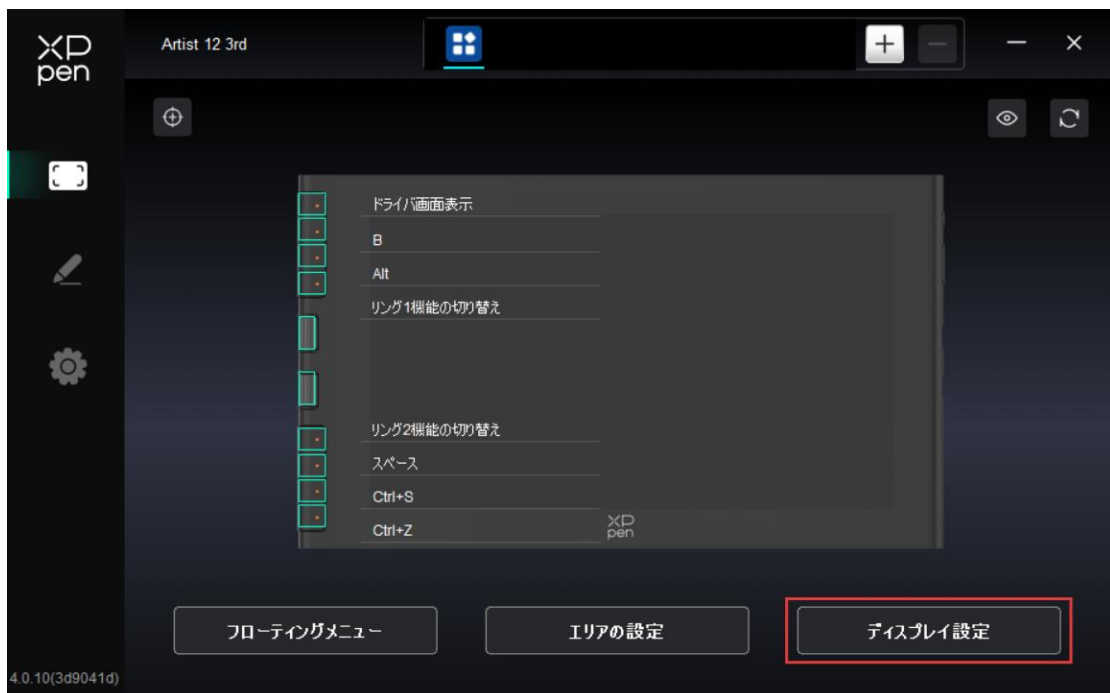 XP
pen
Artist 12 3rd
ドライバ画面表示
B
Alt
リング1機能の切り替え
リング2機能の切り替え
スペース
Ctrl+S
Ctrl+Z
XP
pen
フローティングメニュー
エリアの設定
ディスプレイ設定
4.0.10(3d9041d)